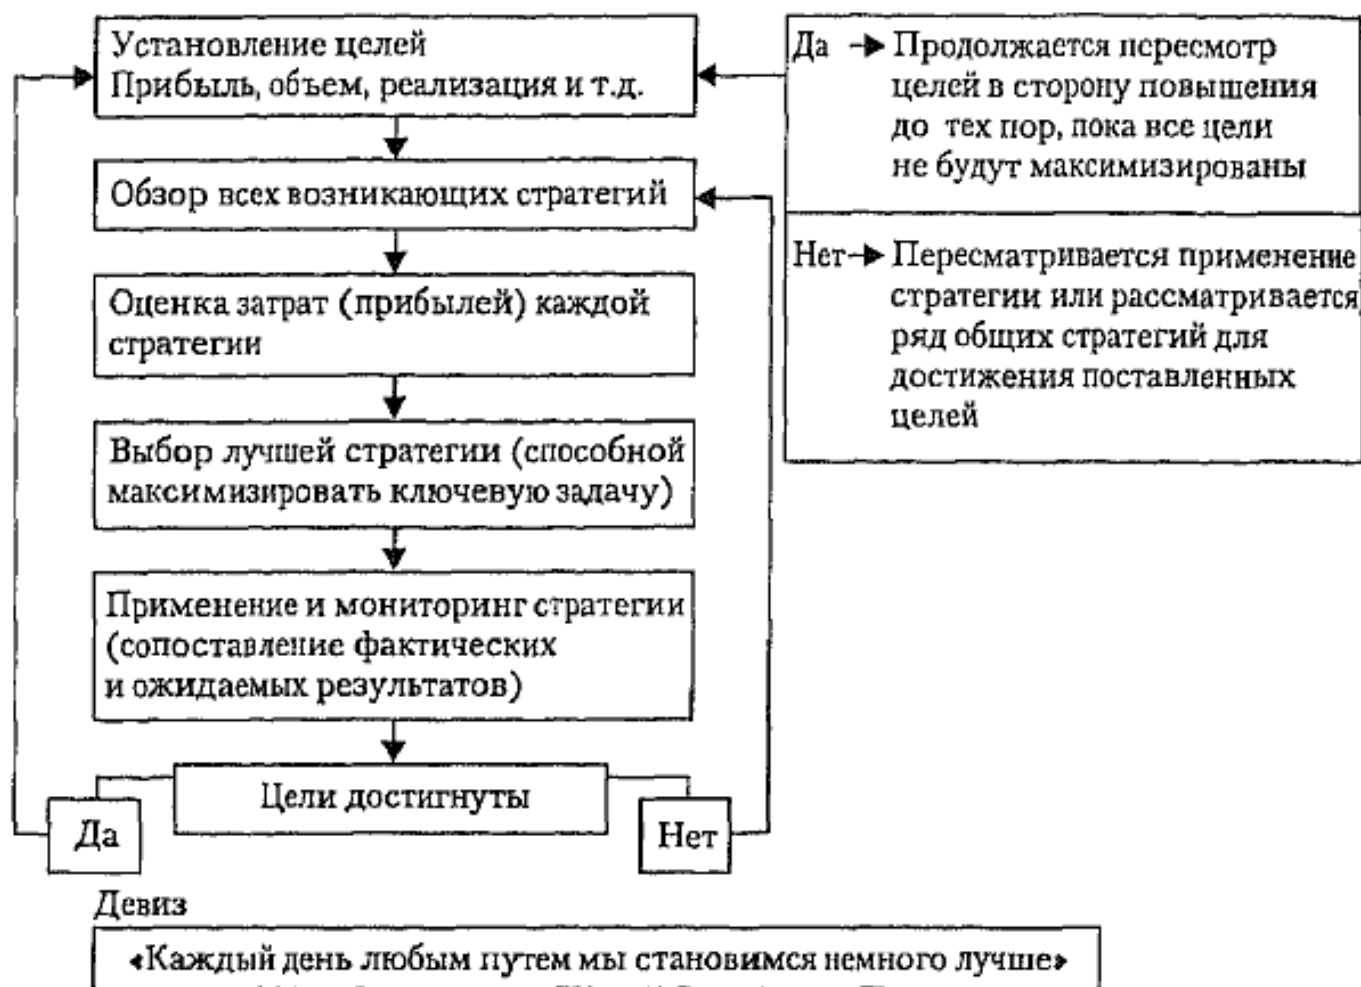 Установление целей
Прибыль, объем, реализация и т.д.
Обзор всех возникающих стратегий
Оценка затрат (прибылей) каждой
стратегии
Выбор лучшей стратегии (способной
максимизировать ключевую задачу)
Применение и мониторинг стратегии
(сопоставление фактических
и ожидаемых результатов)
Цели достигнуты
Да
Нет
Да → Продолжается пересмотр
целей в сторону повышения
до тех пор, пока все цели
не будут максимизированы
Нет → Пересматривается применение
стратегии или рассматривается
ряд общих стратегий для
достижения поставленных
целей
Девиз
«Каждый день любым путем мы становимся немного лучше»